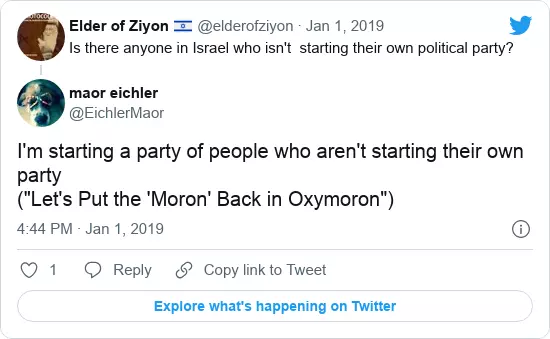 Elder of Ziyon 🇮🇱 @elderofziyon · Jan 1, 2019
Is there anyone in Israel who isn't  starting their own political party?
maor eichler
@EichlerMaor
I'm starting a party of people who aren't starting their own
party
("Let's Put the 'Moron' Back in Oxymoron")
4:44 PM · Jan 1, 2019
1 Reply Copy link to Tweet
Explore what's happening on Twitter